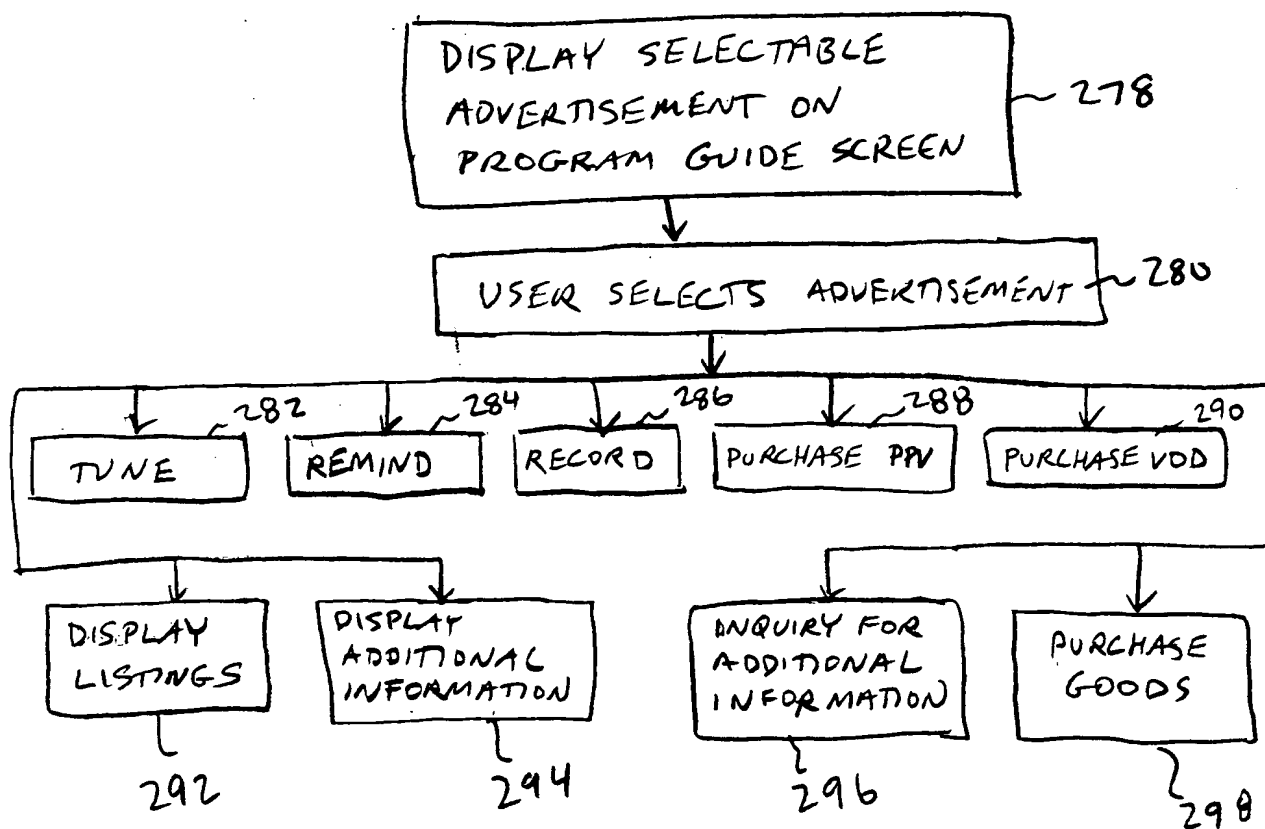 DISPLAY SELECTABLE
ADVERTISEMENT ON
PROGRAM GUIDE SCREEN
278
USER SELECTS ADVERTISEMENT
280
282
284
286
288
290
TUNE
REMIND
RECORD
PURCHASE PPV
PURCHASE VOD
DISPLAY
LISTINGS
DISPLAY
ADDITIONAL
INFORMATION
INQUIRY FOR
ADDITIONAL
INFORMATION
PURCHASE
GOODS
292
294
296
298